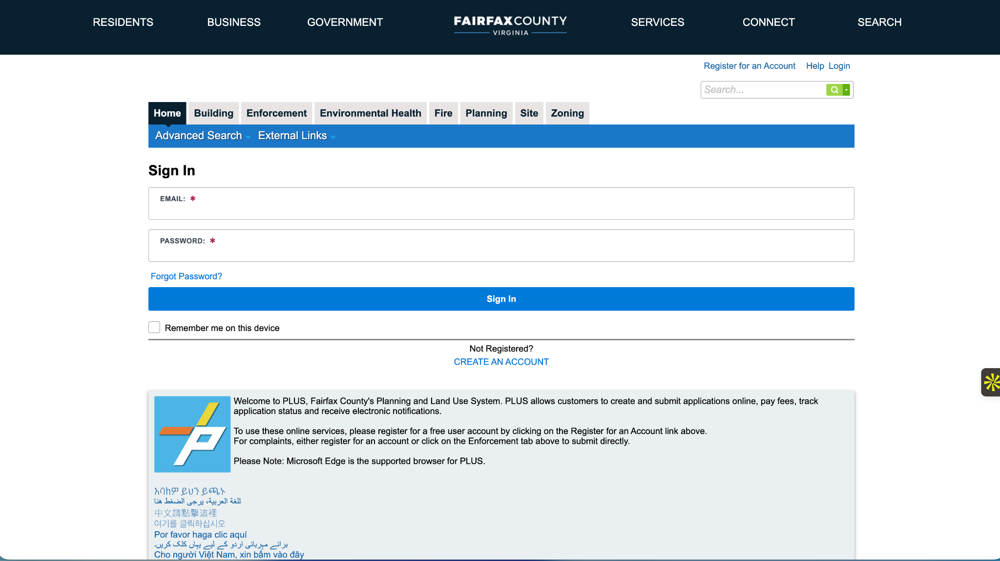 RESIDENTS BUSINESS GOVERNMENT FAIRFAX COUNTY VIRGINIA SERVICES CONNECT SEARCH
Register for an Account Help Login
Search...
Home Building Enforcement Environmental Health Fire Planning Site Zoning
Advanced Search External Links
Sign In
EMAIL: *
PASSWORD: *
Forgot Password?
Sign In
Remember me on this device
Not Registered?
CREATE AN ACCOUNT
Welcome to PLUS, Fairfax County's Planning and Land Use System. PLUS allows customers to create and submit applications online, pay fees, track
application status and receive electronic notifications.
To use these online services, please register for a free user account by clicking on the Register for an Account link above.
For complaints, either register for an account or click on the Enforcement tab above to submit directly.
Please Note: Microsoft Edge is the supported browser for PLUS.
እባክዎ ይህን ይጫኑ
للغة العربية، يرجى الضغط هنا
中文請點擊這裡
여기를 클릭하십시오
Por favor haga clic aquí
برائے مہربانی اردو کے لیے یہاں کلک کریں۔
Cho người Việt Nam, xin bấm vào đây